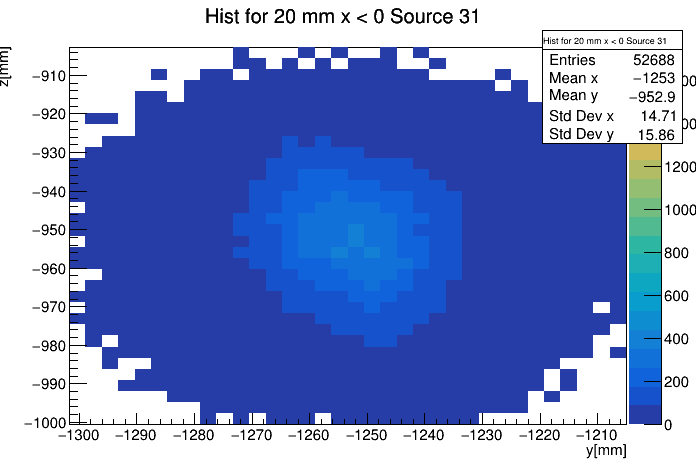 Hist for 20 mm x < 0 Source 31
z[mm]
Hist for 20 mm x < 0 Source 31
Entries 52688
Mean x −1253
Mean y −952.9
Std Dev x 14.71
Std Dev y 15.86
−910
−920
−930
−940
−950
−960
−970
−980
−990
−1000
1200
1000
800
600
400
200
0
−1300 −1290 −1280 −1270 −1260 −1250 −1240 −1230 −1220 −1210
y[mm]